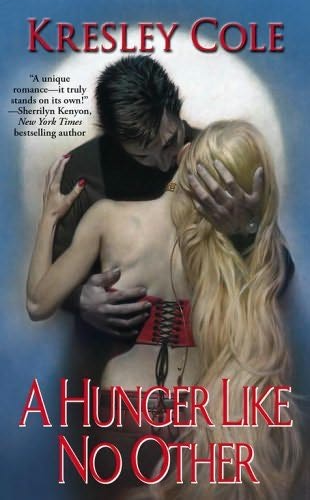 KRESLEY COLE
"A unique
romance—it truly
stands on its own!"
—Sherrilyn Kenyon,
New York Times
bestselling author
A HUNGER LIKE
NO OTHER